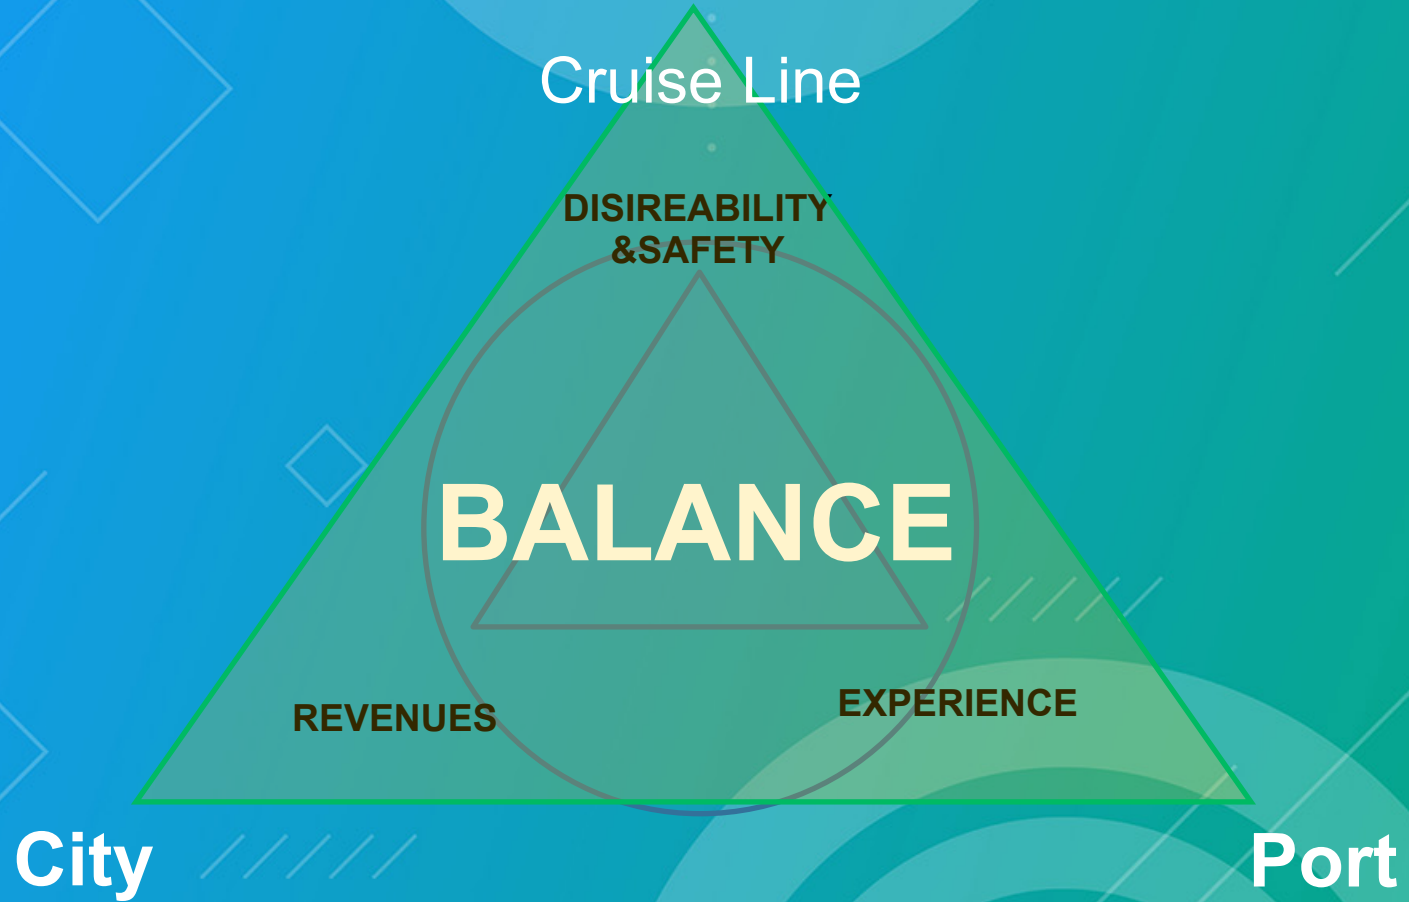 Cruise Line
DISIREABILITY
&SAFETY
BALANCE
REVENUES
EXPERIENCE
City
Port